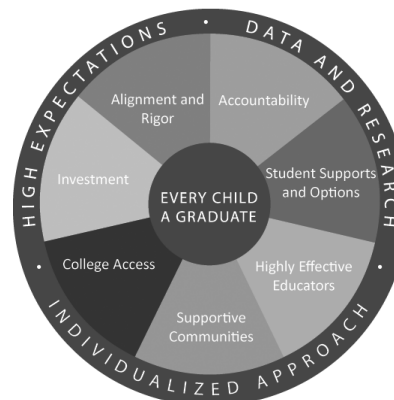 HIGH EXPECTATIONS
DATA AND RESEARCH
INDIVIDUALIZED APPROACH
Alignment and
Rigor
Accountability
Student Supports
and Options
Highly Effective
Educators
Supportive
Communities
College Access
Investment
EVERY CHILD
A GRADUATE